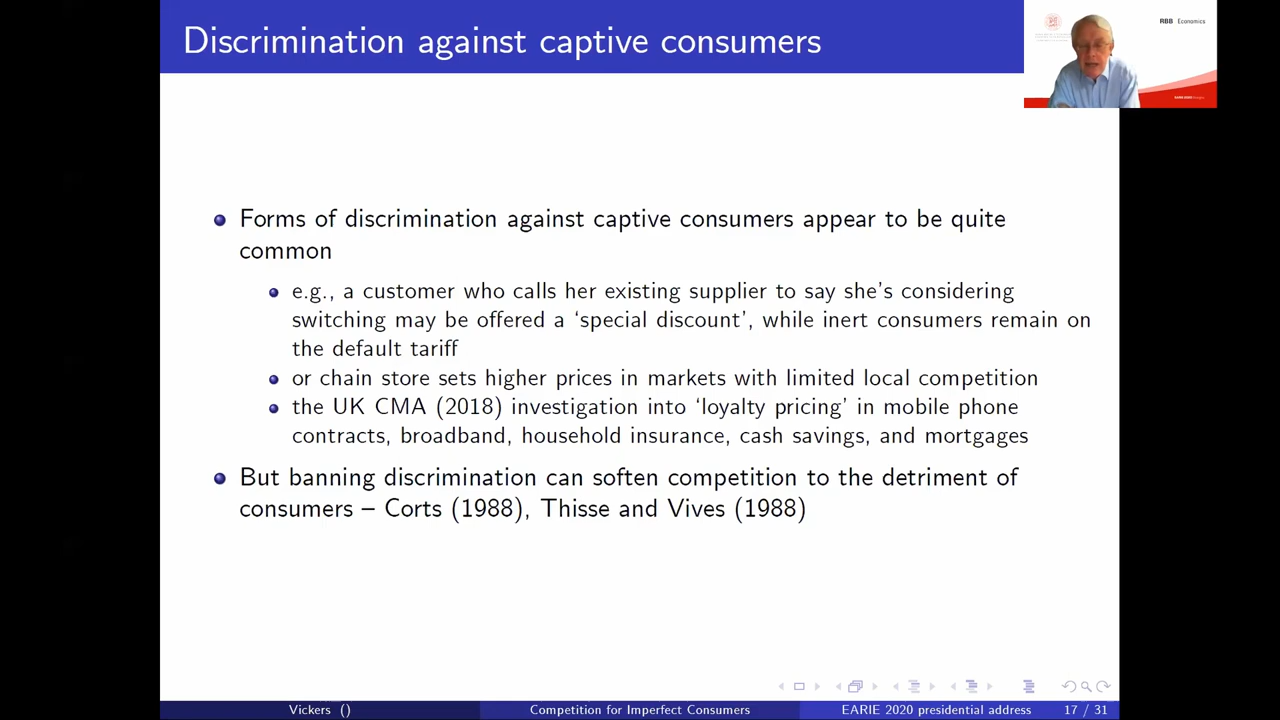 Discrimination against captive consumers
RBB Economics
Forms of discrimination against captive consumers appear to be quite
common
e.g., a customer who calls her existing supplier to say she's considering
switching may be offered a ‘special discount’, while inert consumers remain on
the default tariff
or chain store sets higher prices in markets with limited local competition
the UK CMA (2018) investigation into ‘loyalty pricing’ in mobile phone
contracts, broadband, household insurance, cash savings, and mortgages
But banning discrimination can soften competition to the detriment of
consumers – Corts (1988), Thisse and Vives (1988)
Vickers ()
Competition for Imperfect Consumers
EARIE 2020 presidential address
17 / 31